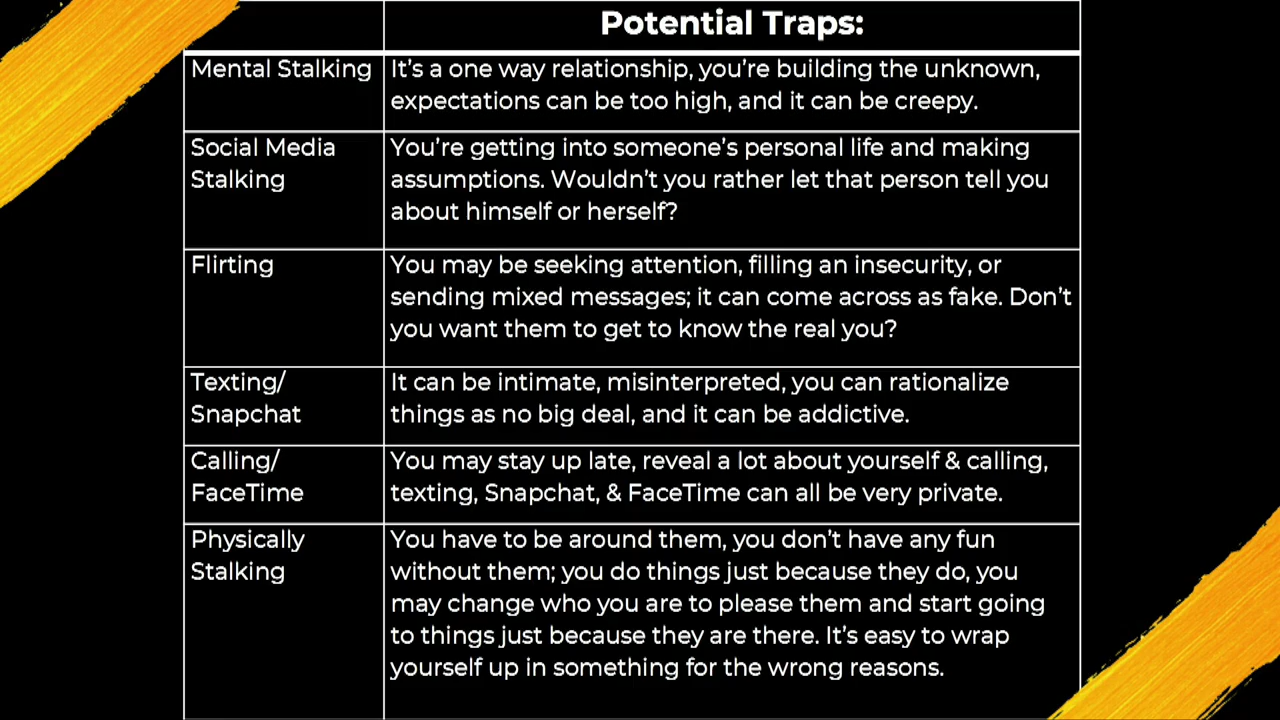 Potential Traps:
Mental Stalking
It's a one way relationship, you're building the unknown,
expectations can be too high, and it can be creepy.
Social Media
Stalking
You're getting into someone's personal life and making
assumptions. Wouldn't you rather let that person tell you
about himself or herself?
Flirting
You may be seeking attention, filling an insecurity, or
sending mixed messages; it can come across as fake. Don't
you want them to get to know the real you?
Texting/
Snapchat
It can be intimate, misinterpreted, you can rationalize
things as no big deal, and it can be addictive.
Calling/
FaceTime
You may stay up late, reveal a lot about yourself & calling,
texting, Snapchat, & FaceTime can all be very private.
Physically
Stalking
You have to be around them, you don't have any fun
without them; you do things just because they do, you
may change who you are to please them and start going
to things just because they are there. It's easy to wrap
yourself up in something for the wrong reasons.